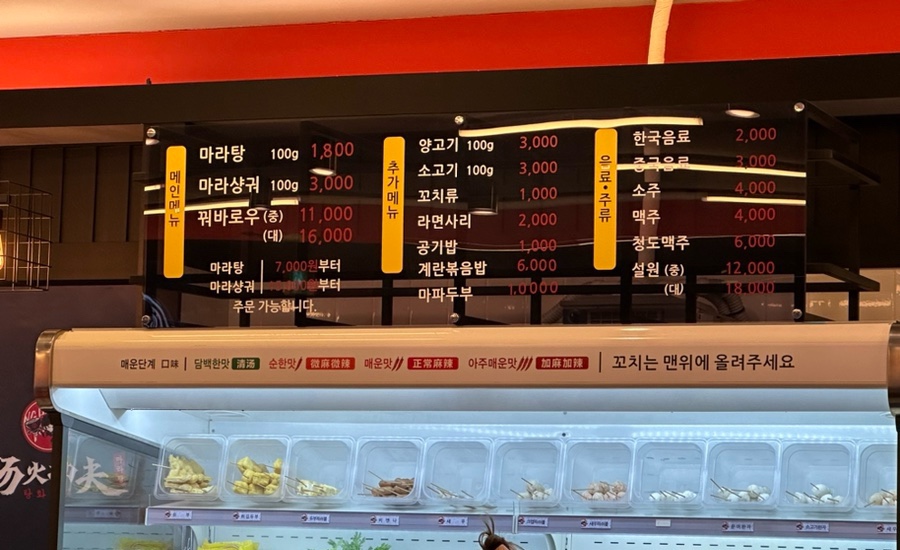 메인메뉴
마라탕 100g 1,800
마라샹궈 100g 3,000
꿔바로우 (중) 11,000
(대) 16,000
마라탕 7,000원부터
마라샹궈 부터
주문 가능합니다.
추가메뉴
양고기 100g 3,000
소고기 100g 3,000
꼬치류 1,000
라면사리 2,000
공기밥 1,000
계란볶음밥 6,000
마파두부 10,000
음료•주류
한국음료 2,000
중국음료 3,000
소주 4,000
맥주 4,000
청도맥주 6,000
설원 (중) 12,000
(대) 18,000
매운단계 口味 | 담백한맛 清汤 순한맛 微麻微辣 매운맛 正常麻辣 아주매운맛 加麻加辣 | 꼬치는 맨위에 올려주세요
汤火功夫